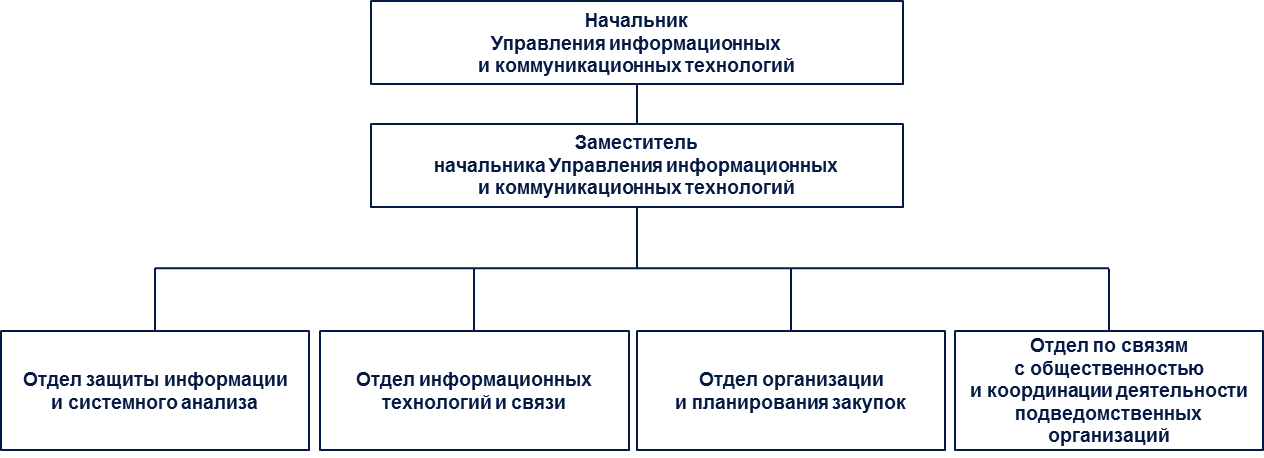 Начальник
Управления информационных
и коммуникационных технологий
Заместитель
начальника Управления информационных
и коммуникационных технологий
Отдел защиты информации
и системного анализа
Отдел информационных
технологий и связи
Отдел организации
и планирования закупок
Отдел по связям
с общественностью
и координации деятельности
подведомственных
организаций